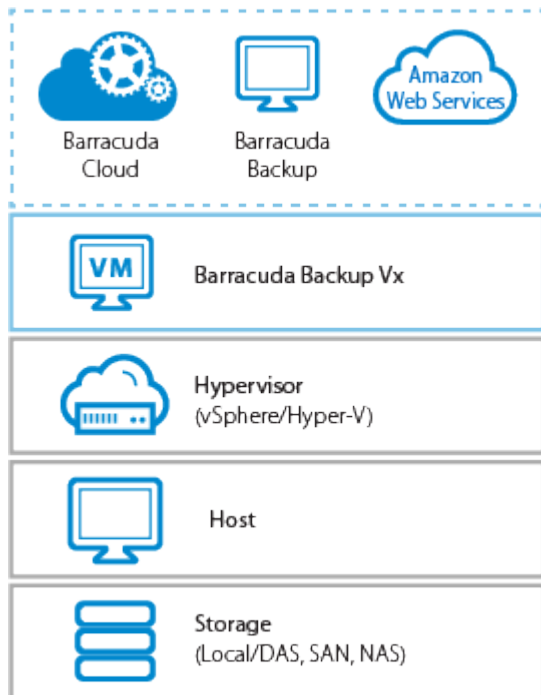 Barracuda
Cloud
Barracuda
Backup
Amazon
Web Services
VM
Barracuda Backup Vx
Hypervisor
(vSphere/Hyper-V)
Host
Storage
(Local/DAS, SAN, NAS)